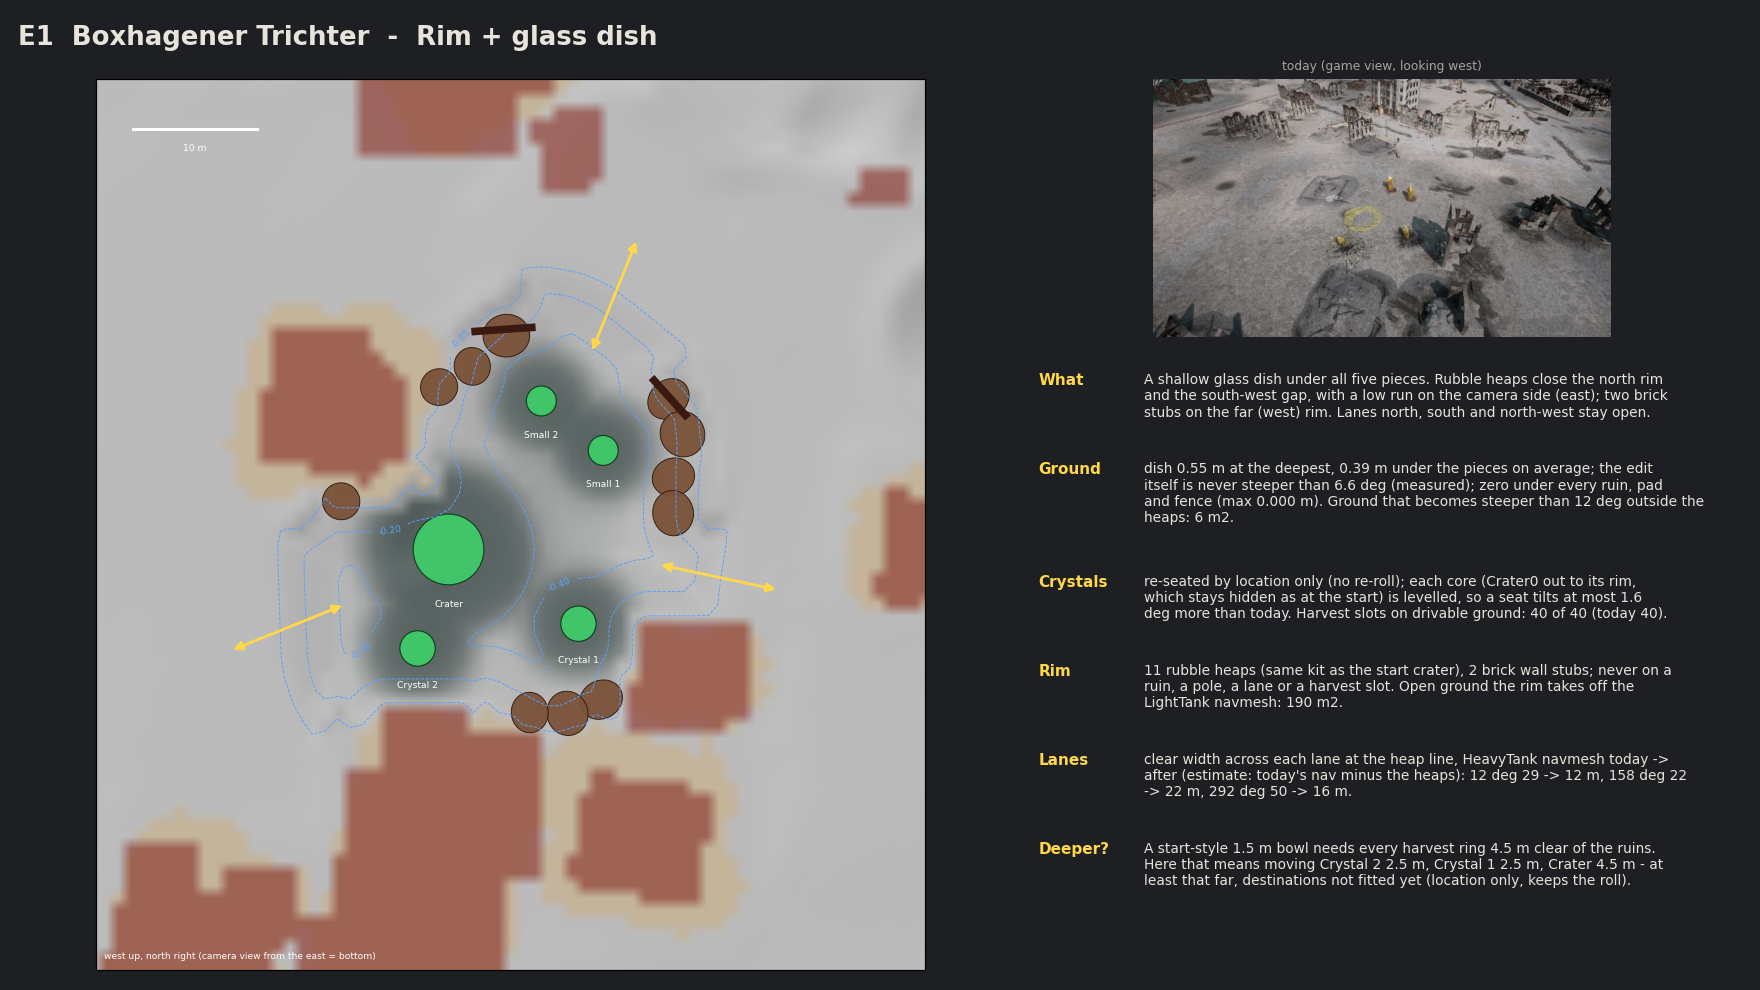 E1 Boxhagener Trichter - Rim + glass dish
today (game view, looking west)
10 m
-0.05
Small 2
Small 1
-0.20
-0.40
Crater
Crystal 1
Crystal 2
west up, north right (camera view from the east = bottom)
What
A shallow glass dish under all five pieces. Rubble heaps close the north rim
and the south-west gap, with a low run on the camera side (east); two brick
stubs on the far (west) rim. Lanes north, south and north-west stay open.
Ground
dish 0.55 m at the deepest, 0.39 m under the pieces on average; the edit
itself is never steeper than 6.6 deg (measured); zero under every ruin, pad
and fence (max 0.000 m). Ground that becomes steeper than 12 deg outside the
heaps: 6 m2.
Crystals
re-seated by location only (no re-roll); each core (Crater0 out to its rim,
which stays hidden as at the start) is levelled, so a seat tilts at most 1.6
deg more than today. Harvest slots on drivable ground: 40 of 40 (today 40).
Rim
11 rubble heaps (same kit as the start crater), 2 brick wall stubs; never on a
ruin, a pole, a lane or a harvest slot. Open ground the rim takes off the
LightTank navmesh: 190 m2.
Lanes
clear width across each lane at the heap line, HeavyTank navmesh today ->
after (estimate: today's nav minus the heaps): 12 deg 29 -> 12 m, 158 deg 22
-> 22 m, 292 deg 50 -> 16 m.
Deeper?
A start-style 1.5 m bowl needs every harvest ring 4.5 m clear of the ruins.
Here that means moving Crystal 2 2.5 m, Crystal 1 2.5 m, Crater 4.5 m - at
least that far, destinations not fitted yet (location only, keeps the roll).